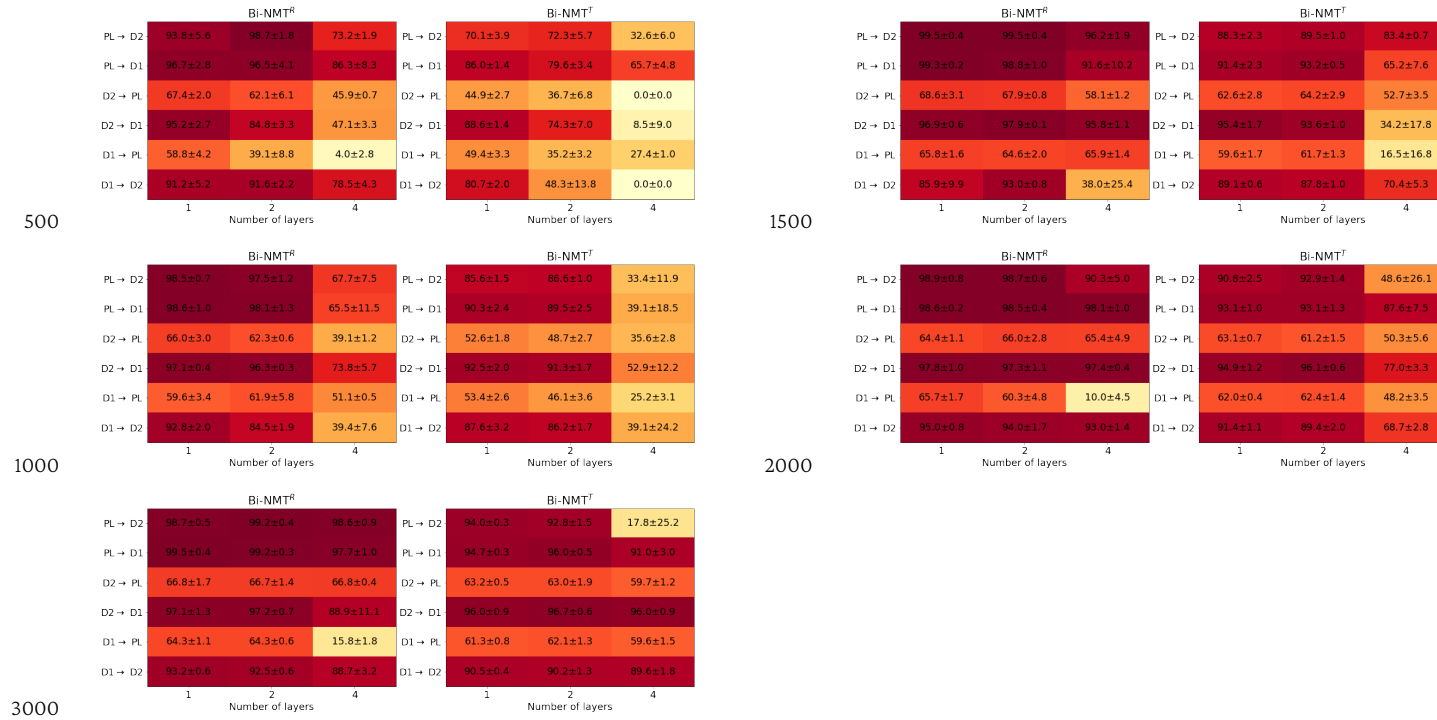 Bi-NMT^R Bi-NMT^T
PL → D2 93.8±5.6 98.7±1.8 73.2±1.9 PL → D2 70.1±3.9 72.3±5.7 32.6±6.0
PL → D1 96.7±2.8 96.5±4.1 86.3±8.3 PL → D1 86.0±1.4 79.6±3.4 65.7±4.8
D2 → PL 67.4±2.0 62.1±6.1 45.9±0.7 D2 → PL 44.9±2.7 36.7±6.8 0.0±0.0
D2 → D1 95.2±2.7 84.8±3.3 47.1±3.3 D2 → D1 88.6±1.4 74.3±7.0 8.5±9.0
D1 → PL 58.8±4.2 39.1±8.8 4.0±2.8 D1 → PL 49.4±3.3 35.2±3.2 27.4±1.0
D1 → D2 91.2±5.2 91.6±2.2 78.5±4.3 D1 → D2 80.7±2.0 48.3±13.8 0.0±0.0
1 2 4 1 2 4
Number of layers Number of layers
500
Bi-NMT^R Bi-NMT^T
PL → D2 99.5±0.4 99.5±0.4 96.2±1.9 PL → D2 88.3±2.3 89.5±1.0 83.4±0.7
PL → D1 99.3±0.2 98.8±1.0 91.6±10.2 PL → D1 91.4±2.3 93.2±0.5 65.2±7.6
D2 → PL 68.6±3.1 67.9±0.8 58.1±1.2 D2 → PL 62.6±2.8 64.2±2.9 52.7±3.5
D2 → D1 96.9±0.6 97.9±0.1 95.8±1.1 D2 → D1 95.4±1.7 93.6±1.0 34.2±17.8
D1 → PL 65.8±1.6 64.6±2.0 65.9±1.4 D1 → PL 59.6±1.7 61.7±1.3 16.5±16.8
D1 → D2 85.9±9.9 93.0±0.8 38.0±25.4 D1 → D2 89.1±0.6 87.8±1.0 70.4±5.3
1 2 4 1 2 4
Number of layers Number of layers
1500
Bi-NMT^R Bi-NMT^T
PL → D2 98.5±0.7 97.5±1.2 67.7±7.5 PL → D2 85.6±1.5 86.6±1.0 33.4±11.9
PL → D1 98.6±1.0 98.1±1.3 65.5±11.5 PL → D1 90.3±2.4 89.5±2.5 39.1±18.5
D2 → PL 66.0±3.0 62.3±0.6 39.1±1.2 D2 → PL 52.6±1.8 48.7±2.7 35.6±2.8
D2 → D1 97.1±0.4 96.3±0.3 73.8±5.7 D2 → D1 92.5±2.0 91.3±1.7 52.9±12.2
D1 → PL 59.6±3.4 61.9±5.8 51.1±0.5 D1 → PL 53.4±2.6 46.1±3.6 25.2±3.1
D1 → D2 92.8±2.0 84.5±1.9 39.4±7.6 D1 → D2 87.6±3.2 86.2±1.7 39.1±24.2
1 2 4 1 2 4
Number of layers Number of layers
1000
Bi-NMT^R Bi-NMT^T
PL → D2 98.9±0.8 98.7±0.6 90.3±5.0 PL → D2 90.8±2.5 92.9±1.4 48.6±26.1
PL → D1 98.6±0.2 98.5±0.4 98.1±1.0 PL → D1 93.1±1.0 93.1±1.3 87.6±7.5
D2 → PL 64.4±1.1 66.0±2.8 65.4±4.9 D2 → PL 63.1±0.7 61.2±1.5 50.3±5.6
D2 → D1 97.8±1.0 97.3±1.1 97.4±0.4 D2 → D1 94.9±1.2 96.1±0.6 77.0±3.3
D1 → PL 65.7±1.7 60.3±4.8 10.0±4.5 D1 → PL 62.0±0.4 62.4±1.4 48.2±3.5
D1 → D2 95.0±0.8 94.0±1.7 93.0±1.4 D1 → D2 91.4±1.1 89.4±2.0 68.7±2.8
1 2 4 1 2 4
Number of layers Number of layers
2000
Bi-NMT^R Bi-NMT^T
PL → D2 98.7±0.5 99.2±0.4 98.6±0.9 PL → D2 94.0±0.3 92.8±1.5 17.8±25.2
PL → D1 99.5±0.4 99.2±0.3 97.7±1.0 PL → D1 94.7±0.3 96.0±0.5 91.0±3.0
D2 → PL 66.8±1.7 66.7±1.4 66.8±0.4 D2 → PL 63.2±0.5 63.0±1.9 59.7±1.2
D2 → D1 97.1±1.3 97.2±0.7 88.9±11.1 D2 → D1 96.0±0.9 96.7±0.6 96.0±0.9
D1 → PL 64.3±1.1 64.3±0.6 15.8±1.8 D1 → PL 61.3±0.8 62.1±1.3 59.6±1.5
D1 → D2 93.2±0.6 92.5±0.6 88.7±3.2 D1 → D2 90.5±0.4 90.2±1.3 89.6±1.8
1 2 4 1 2 4
Number of layers Number of layers
3000